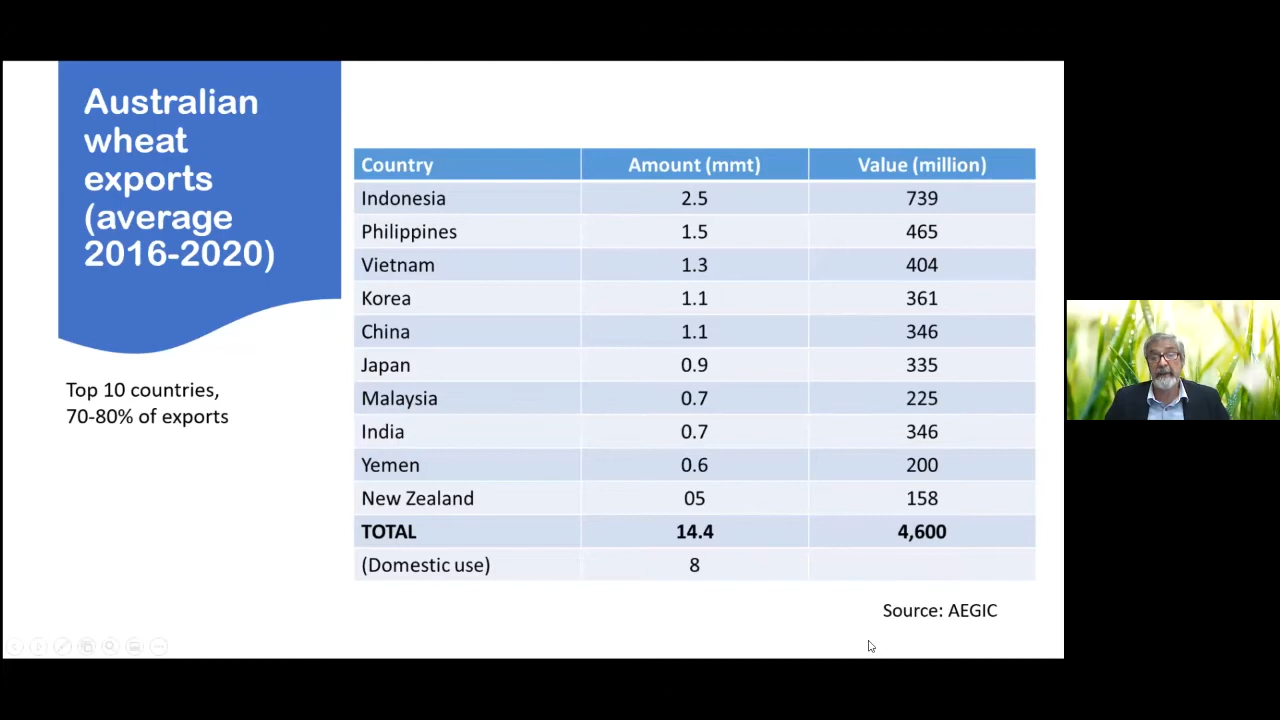 Australian
wheat
exports
(average
2016-2020)
Top 10 countries,
70-80% of exports
Country Amount (mmt) Value (million)
Indonesia 2.5 739
Philippines 1.5 465
Vietnam 1.3 404
Korea 1.1 361
China 1.1 346
Japan 0.9 335
Malaysia 0.7 225
India 0.7 346
Yemen 0.6 200
New Zealand 05 158
TOTAL 14.4 4,600
(Domestic use) 8
Source: AEGIC